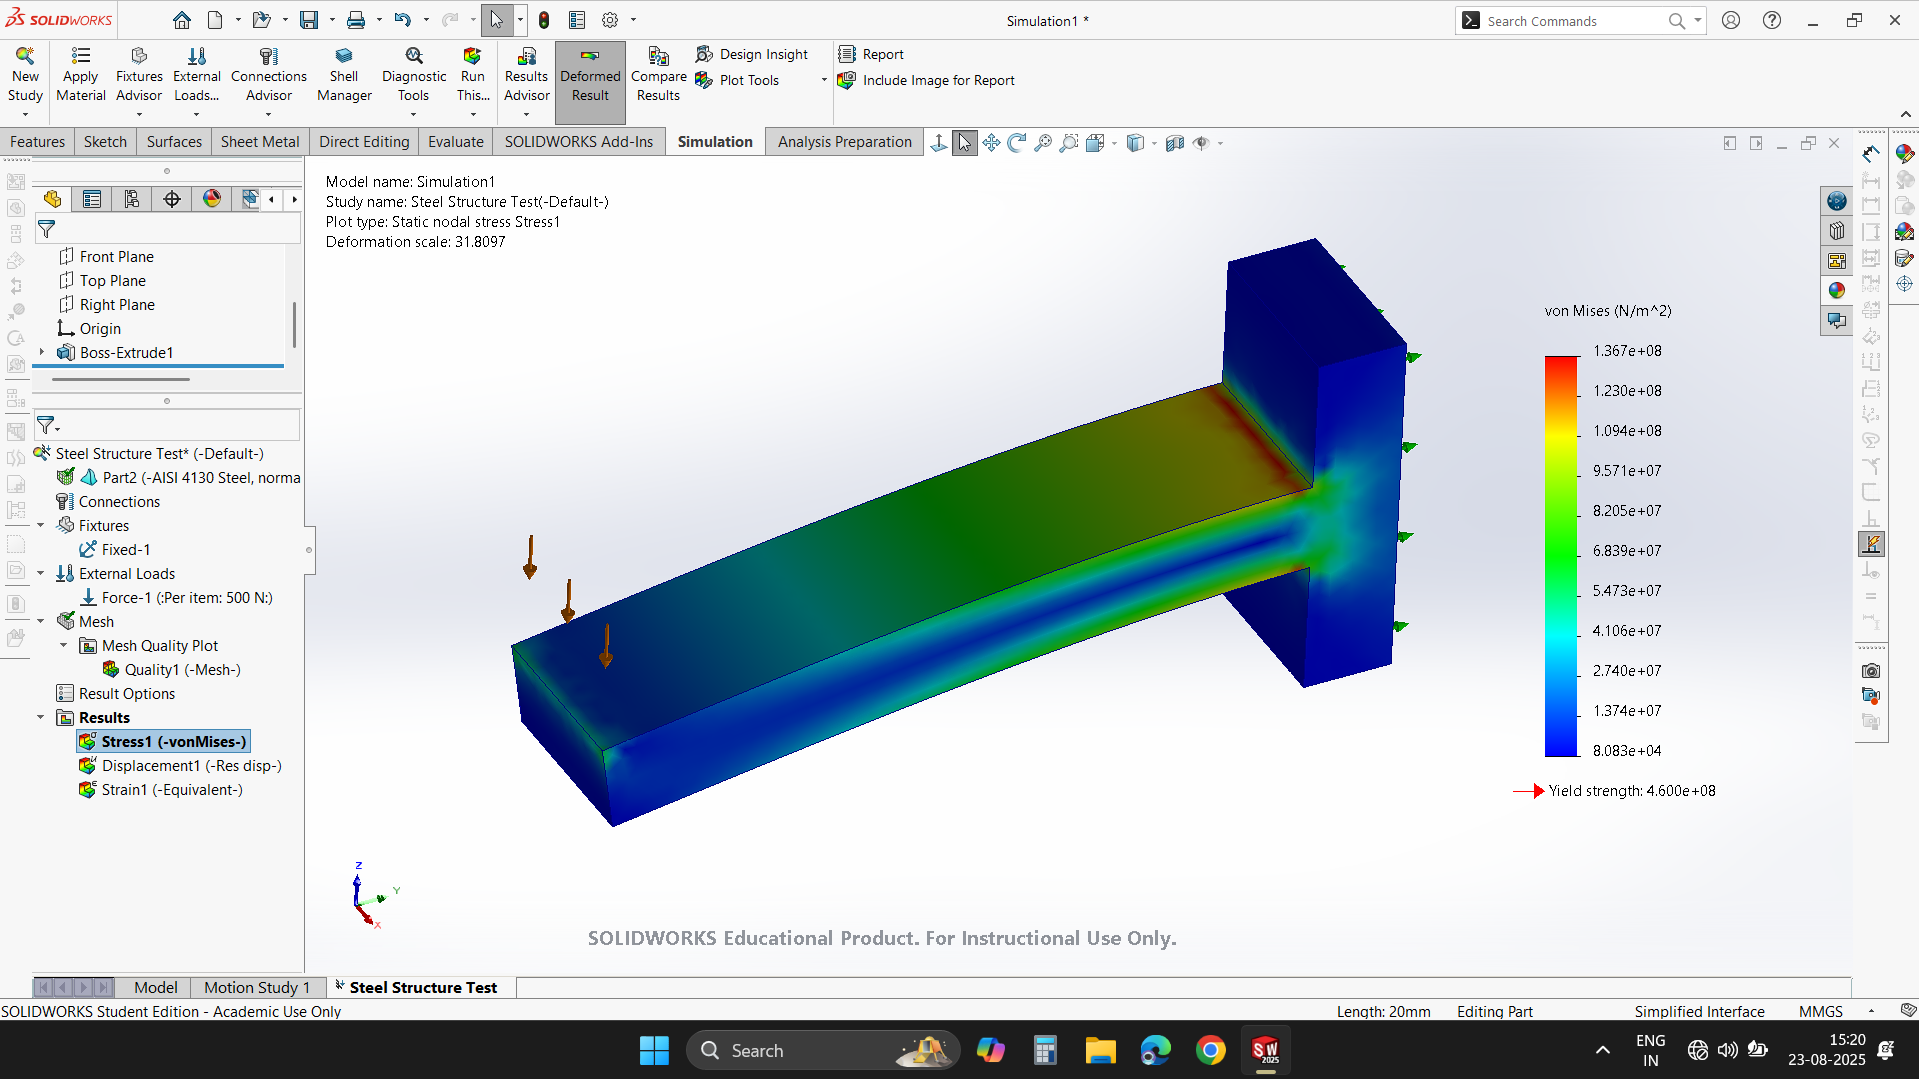 SOLIDWORKS
Simulation1 *
Search Commands
New Study
Apply Material
Fixtures Advisor
External Loads...
Connections Advisor
Shell Manager
Diagnostic Tools
Run This...
Results Advisor
Deformed Result
Compare Results
Design Insight
Plot Tools
Report
Include Image for Report
Features
Sketch
Surfaces
Sheet Metal
Direct Editing
Evaluate
SOLIDWORKS Add-Ins
Simulation
Analysis Preparation
Model name: Simulation1
Study name: Steel Structure Test(-Default-)
Plot type: Static nodal stress Stress1
Deformation scale: 31.8097
Front Plane
Top Plane
Right Plane
Origin
Boss-Extrude1
Steel Structure Test* (-Default-)
Part2 (-AISI 4130 Steel, norma
Connections
Fixtures
Fixed-1
External Loads
Force-1 (:Per item: 500 N:)
Mesh
Mesh Quality Plot
Quality1 (-Mesh-)
Result Options
Results
Stress1 (-vonMises-)
Displacement1 (-Res disp-)
Strain1 (-Equivalent-)
von Mises (N/m^2)
1.367e+08
1.230e+08
1.094e+08
9.571e+07
8.205e+07
6.839e+07
5.473e+07
4.106e+07
2.740e+07
1.374e+07
8.083e+04
Yield strength: 4.600e+08
Z
Y
X
SOLIDWORKS Educational Product. For Instructional Use Only.
Model
Motion Study 1
Steel Structure Test
SOLIDWORKS Student Edition - Academic Use Only
Length: 20mm
Editing Part
Simplified Interface
MMGS
Search
SW
2025
ENG
IN
15:20
23-08-2025